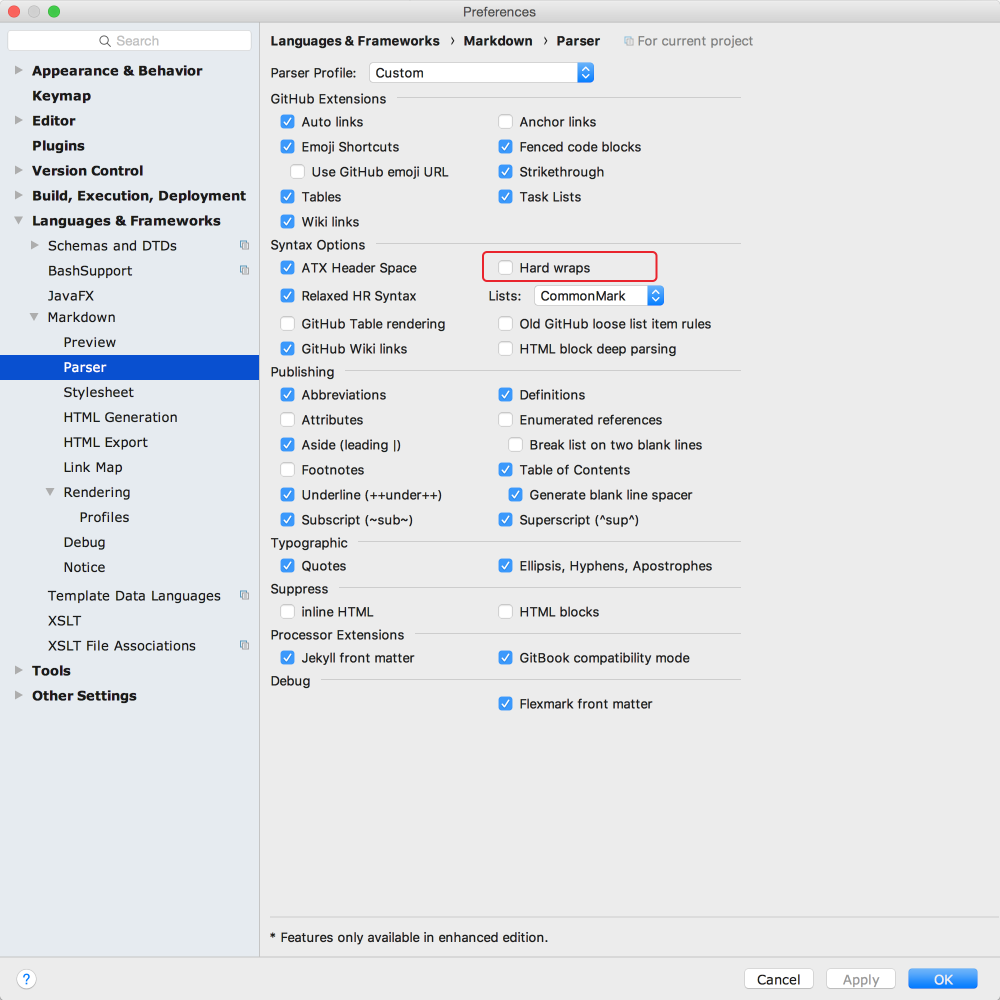 Preferences
Search
Appearance & Behavior
Keymap
Editor
Plugins
Version Control
Build, Execution, Deployment
Languages & Frameworks
Schemas and DTDs
BashSupport
JavaFX
Markdown
Preview
Parser
Stylesheet
HTML Generation
HTML Export
Link Map
Rendering
Profiles
Debug
Notice
Template Data Languages
XSLT
XSLT File Associations
Tools
Other Settings
Languages & Frameworks › Markdown › Parser For current project
Parser Profile: Custom
GitHub Extensions
Auto links Anchor links
Emoji Shortcuts Fenced code blocks
Use GitHub emoji URL Strikethrough
Tables Task Lists
Wiki links
Syntax Options
ATX Header Space Hard wraps
Relaxed HR Syntax Lists: CommonMark
GitHub Table rendering Old GitHub loose list item rules
GitHub Wiki links HTML block deep parsing
Publishing
Abbreviations Definitions
Attributes Enumerated references
Aside (leading |) Break list on two blank lines
Footnotes Table of Contents
Underline (++under++) Generate blank line spacer
Subscript (~sub~) Superscript (^sup^)
Typographic
Quotes Ellipsis, Hyphens, Apostrophes
Suppress
inline HTML HTML blocks
Processor Extensions
Jekyll front matter GitBook compatibility mode
Debug
Flexmark front matter
* Features only available in enhanced edition.
? Cancel Apply OK